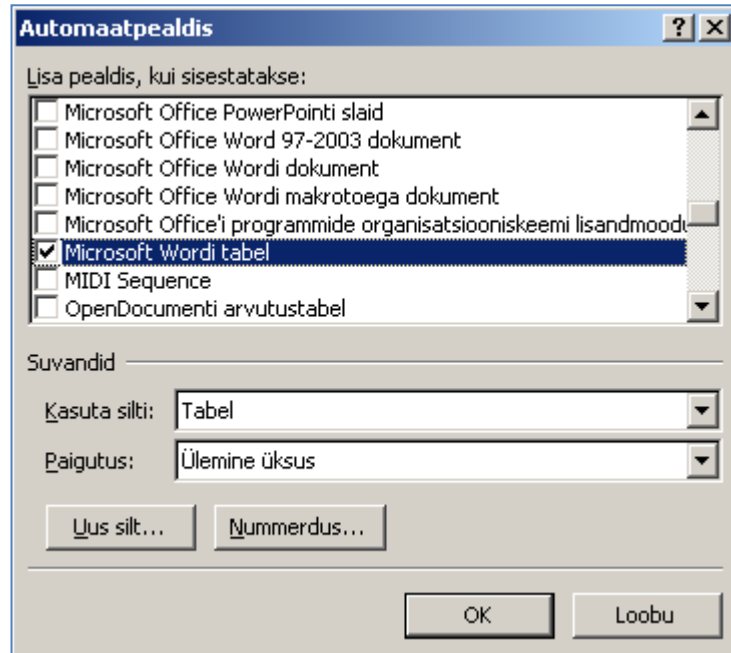 Automaatpealdis
Lisa pealdis, kui sisestatakse:
Microsoft Office PowerPointi slaid
Microsoft Office Word 97-2003 dokument
Microsoft Office Wordi dokument
Microsoft Office Wordi makrotoega dokument
Microsoft Office'i programmide organisatsiooniskeemi lisandmoodu
Microsoft Wordi tabel
MIDI Sequence
OpenDocumenti arvutustabel
Suvandid
Kasuta silti: Tabel
Paigutus: Ülemine üksus
Uus silt... Nummerdus...
OK Loobu